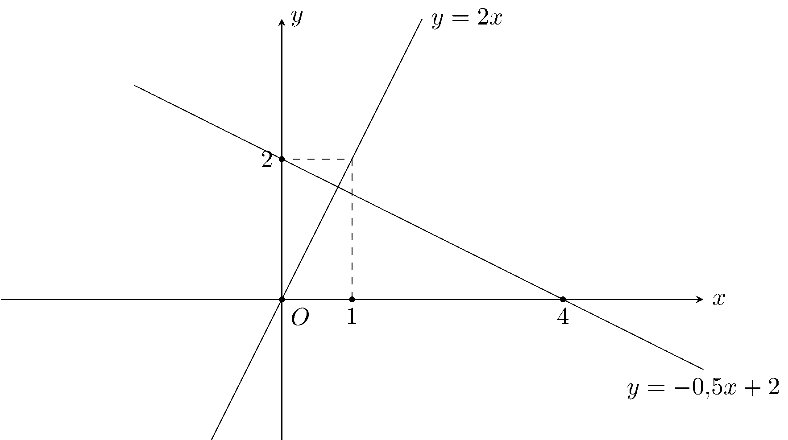 y
y = 2x
2
x
O
1
4
y = −0,5x + 2